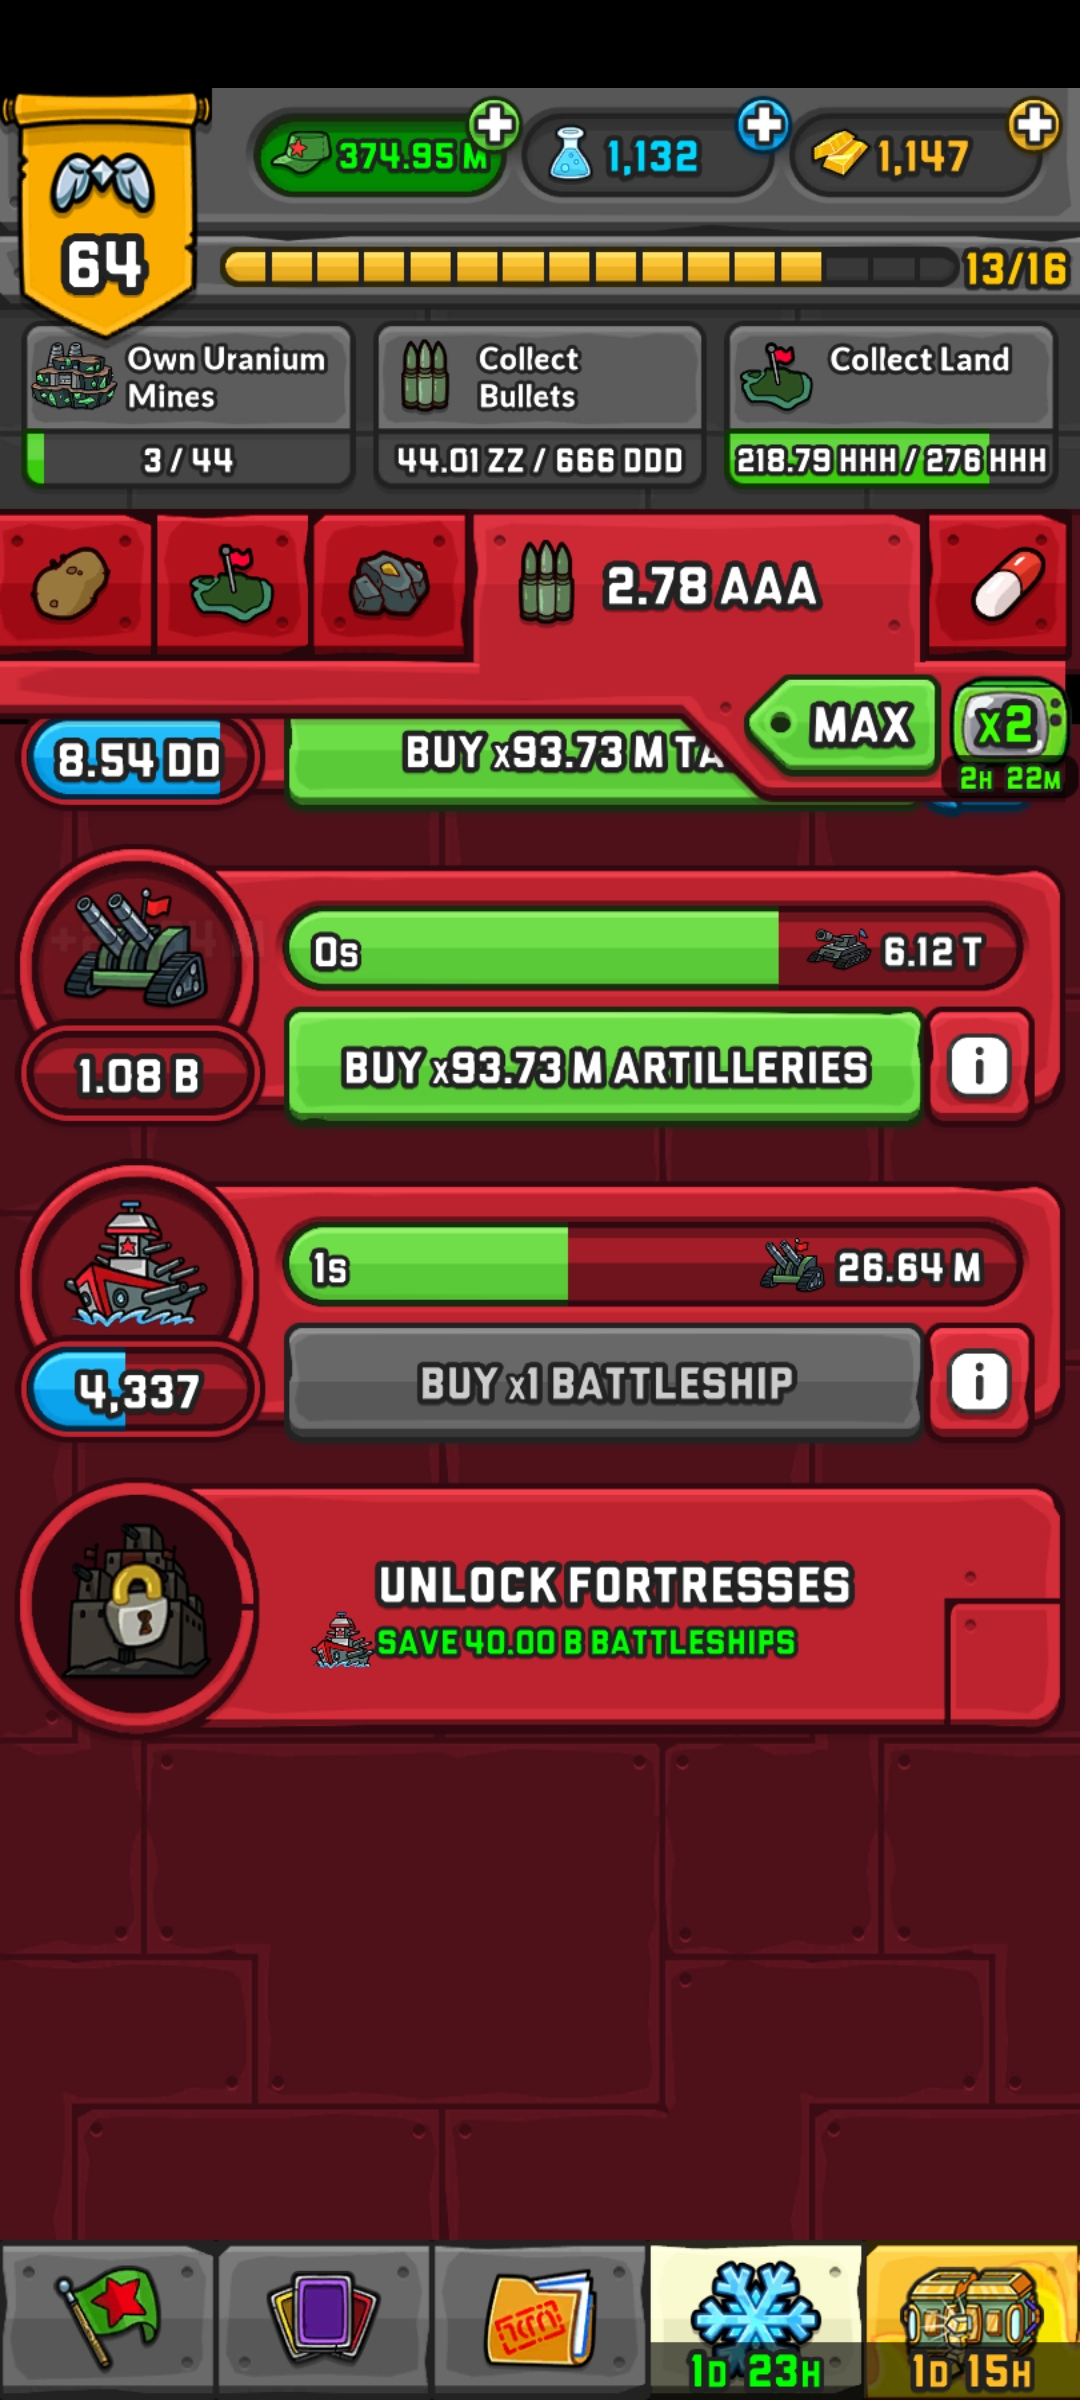 374.95 M
1,132
1,147
64
13/16
Own Uranium
Mines
3 / 44
Collect
Bullets
44.01 ZZ / 666 DDD
Collect Land
218.79 HHH / 276 HHH
2.78 AAA
MAX
x2
2H 22M
8.54 DD
BUY x93.73 M TA
0s
6.12 T
1.08 B
BUY x93.73 M ARTILLERIES
i
1s
26.64 M
4,337
BUY x1 BATTLESHIP
i
UNLOCK FORTRESSES
SAVE 40.00 B BATTLESHIPS
1D 23H
1D 15H